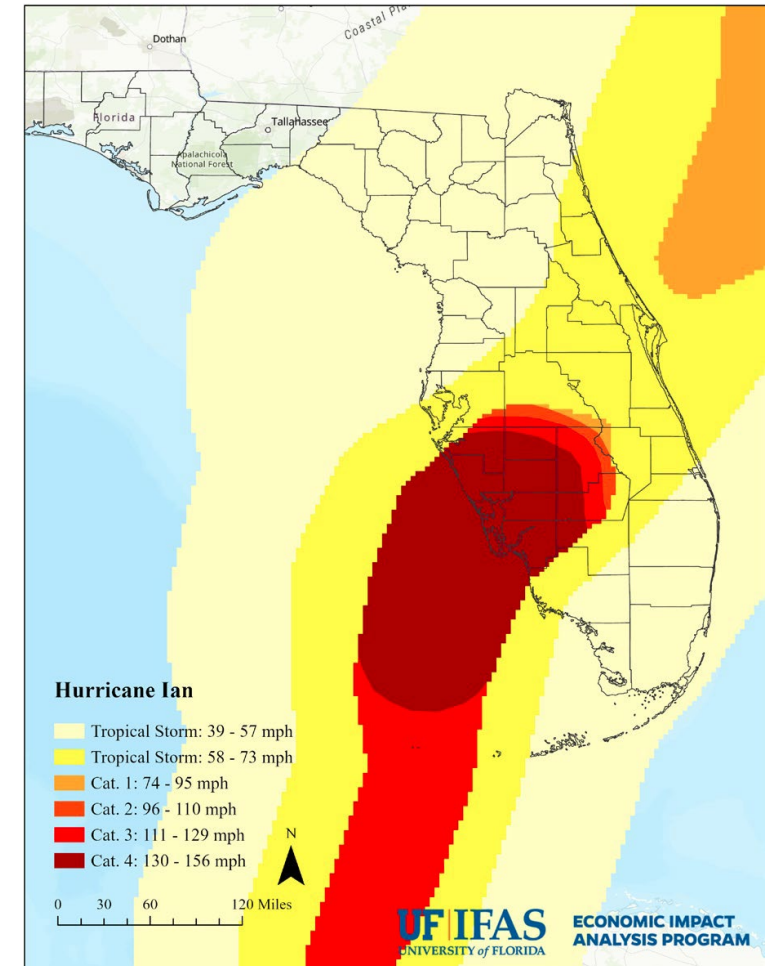 Dothan
Coastal Pla
Florida
Tallahassee
Apalachicola
National Forest
Hurricane Ian
Tropical Storm: 39 - 57 mph
Tropical Storm: 58 - 73 mph
Cat. 1: 74 - 95 mph
Cat. 2: 96 - 110 mph
Cat. 3: 111 - 129 mph
Cat. 4: 130 - 156 mph
N
0 30 60 120 Miles
UF IFAS
UNIVERSITY of FLORIDA
ECONOMIC IMPACT
ANALYSIS PROGRAM